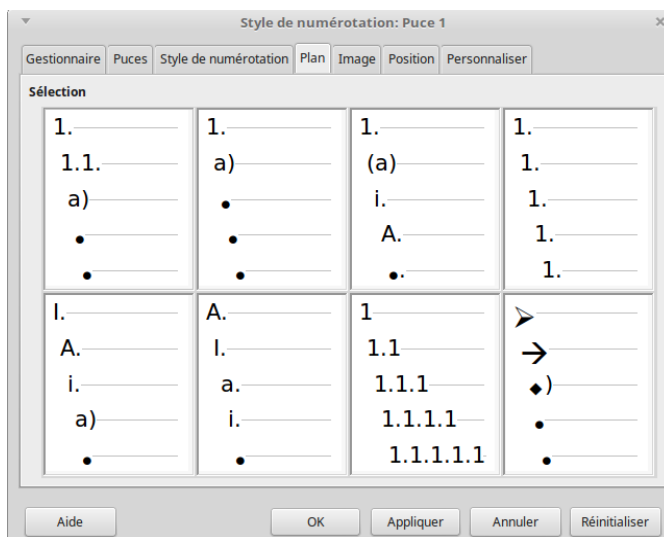 Style de numérotation: Puce 1
Gestionnaire Puces Style de numérotation Plan Image Position Personnaliser
Sélection
1.
1.1.
a)
•
•
1.
a)
•
•
•
1.
(a)
i.
A.
•.
1.
1.
1.
1.
1.
I.
A.
i.
a)
•
A.
I.
a.
i.
•
1
1.1
1.1.1
1.1.1.1
1.1.1.1.1
➢
→
◆)
•
•
Aide OK Appliquer Annuler Réinitialiser